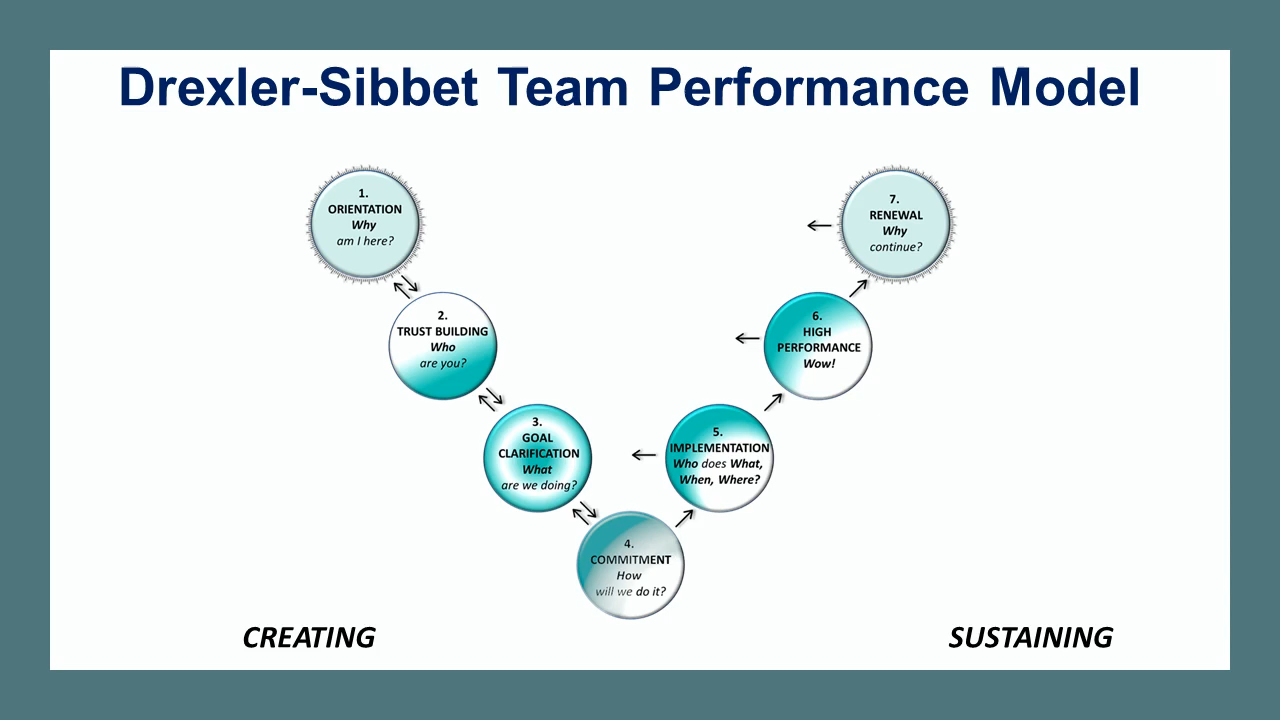 Drexler-Sibbet Team Performance Model
1.
ORIENTATION
Why
am I here?
2.
TRUST BUILDING
Who
are you?
3.
GOAL
CLARIFICATION
What
are we doing?
4.
COMMITMENT
How
will we do it?
5.
IMPLEMENTATION
Who does What,
When, Where?
6.
HIGH
PERFORMANCE
Wow!
7.
RENEWAL
Why
continue?
CREATING
SUSTAINING